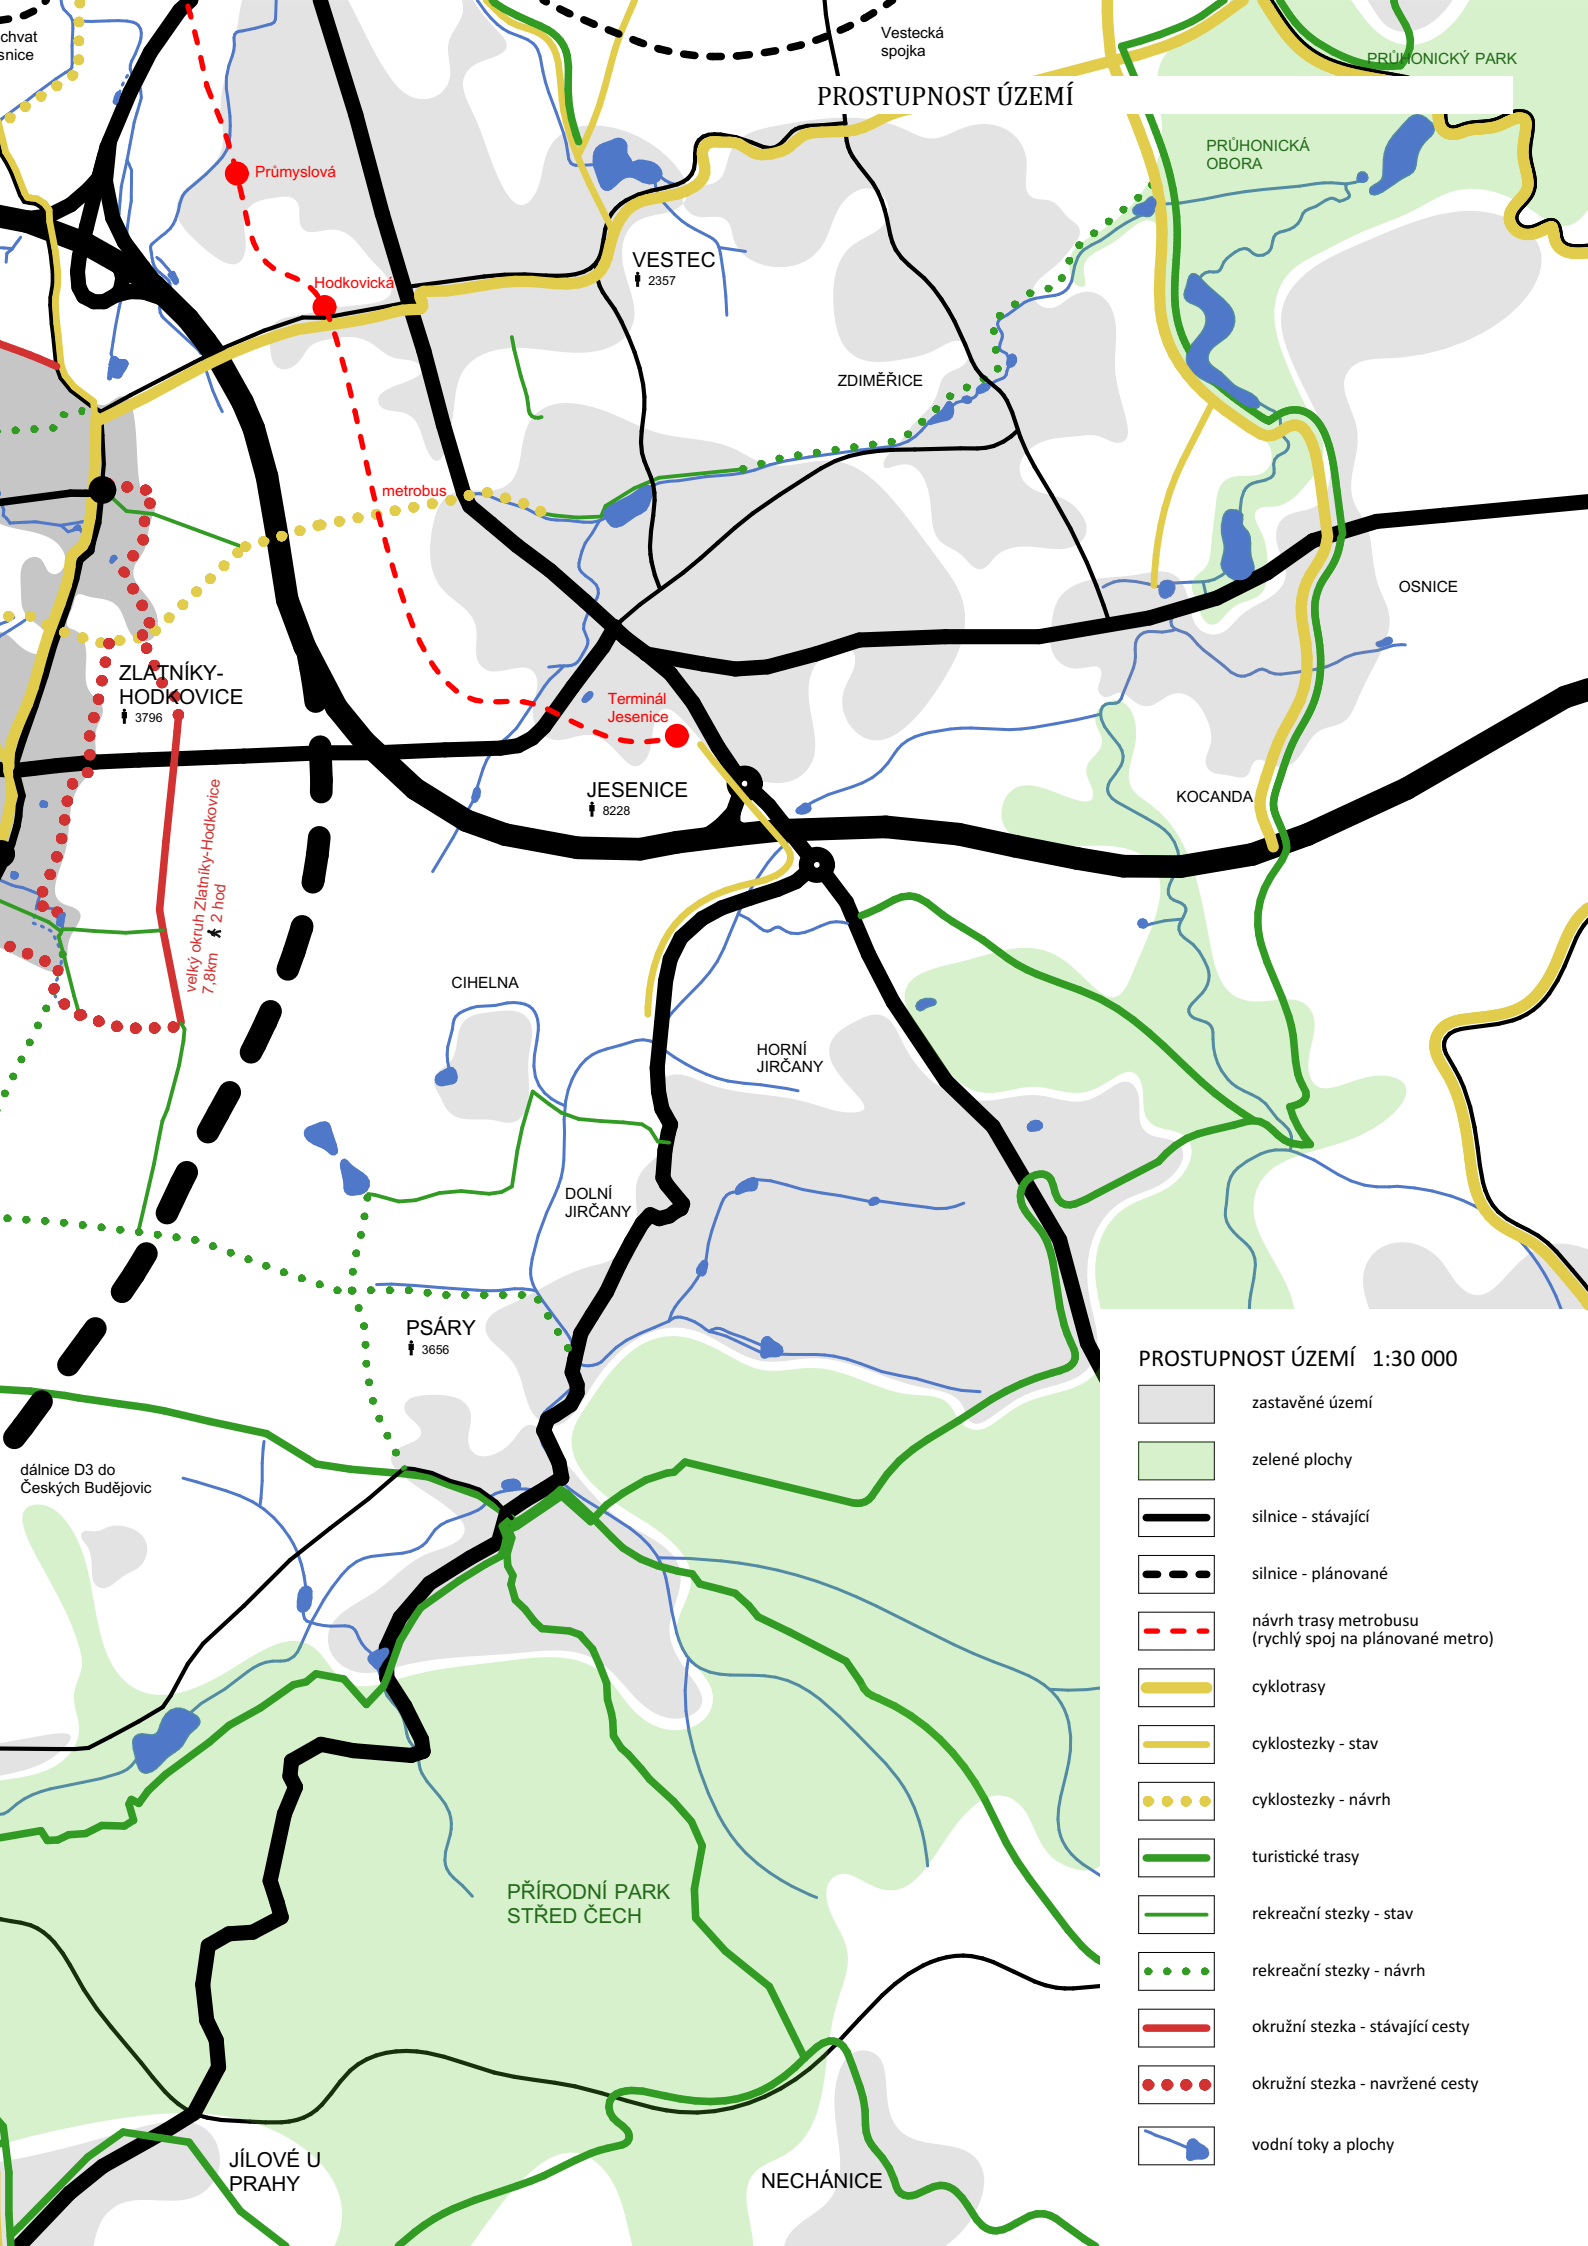 chvat
snice
Vestecká
spojka
PRŮHONICKÝ PARK
PROSTUPNOST ÚZEMÍ
PRŮHONICKÁ
OBORA
Průmyslová
VESTEC
2357
Hodkovická
ZDIMĚŘICE
metrobus
OSNICE
ZLATNÍKY-
HODKOVICE
3796
Terminál
Jesenice
JESENICE
8228
KOCANDA
velký okruh Zlatníky-Hodkovice
7,8km 2 hod
CIHELNA
HORNÍ
JIRČANY
DOLNÍ
JIRČANY
PSÁRY
3656
dálnice D3 do
Českých Budějovic
PŘÍRODNÍ PARK
STŘED ČECH
JÍLOVÉ U
PRAHY
NECHÁNICE
PROSTUPNOST ÚZEMÍ 1:30 000
zastavěné území
zelené plochy
silnice - stávající
silnice - plánované
návrh trasy metrobusu
(rychlý spoj na plánované metro)
cyklotrasy
cyklostezky - stav
cyklostezky - návrh
turistické trasy
rekreační stezky - stav
rekreační stezky - návrh
okružní stezka - stávající cesty
okružní stezka - navržené cesty
vodní toky a plochy